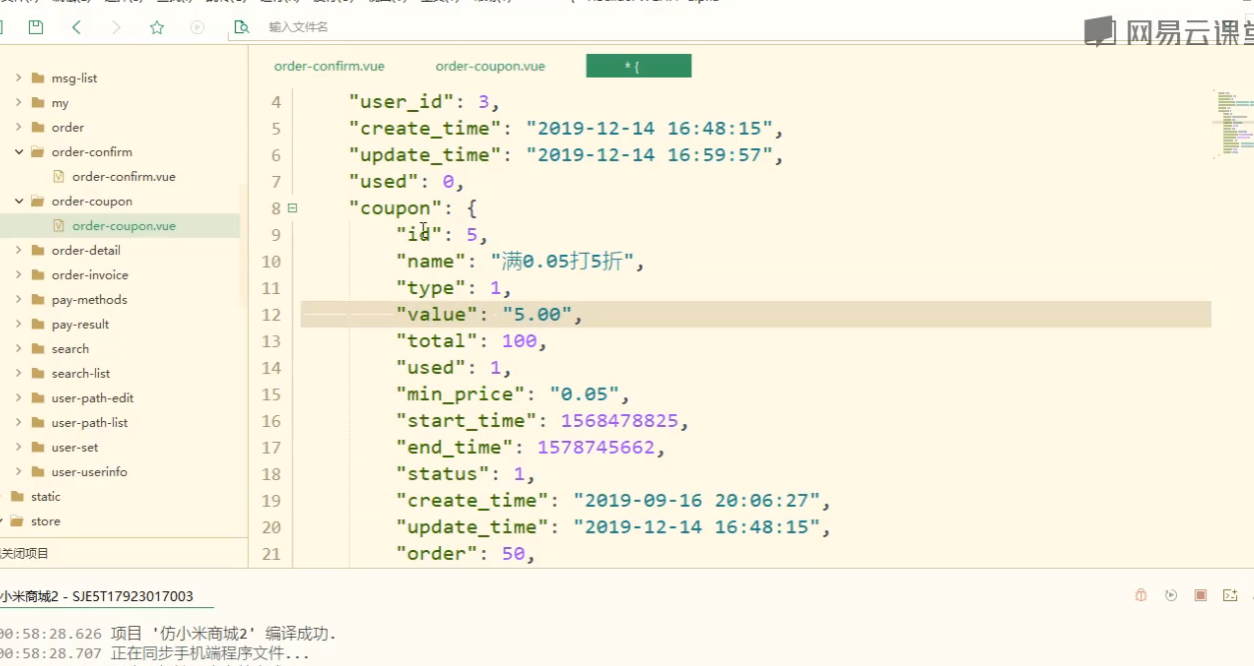 输入文件名
网易云课堂
msg-list
my
order
order-confirm
order-confirm.vue
order-coupon
order-coupon.vue
order-detail
order-invoice
pay-methods
pay-result
search
search-list
user-path-edit
user-path-list
user-set
user-userinfo
static
store
关闭项目
order-confirm.vue
order-coupon.vue
* {
4 "user_id": 3,
5 "create_time": "2019-12-14 16:48:15",
6 "update_time": "2019-12-14 16:59:57",
7 "used": 0,
8 "coupon": {
9 "id": 5,
10 "name": "满0.05打5折",
11 "type": 1,
12 "value": "5.00",
13 "total": 100,
14 "used": 1,
15 "min_price": "0.05",
16 "start_time": 1568478825,
17 "end_time": 1578745662,
18 "status": 1,
19 "create_time": "2019-09-16 20:06:27",
20 "update_time": "2019-12-14 16:48:15",
21 "order": 50,
小米商城2 - SJE5T17923017003
00:58:28.626 项目 '仿小米商城2' 编译成功.
00:58:28.707 正在同步手机端程序文件...